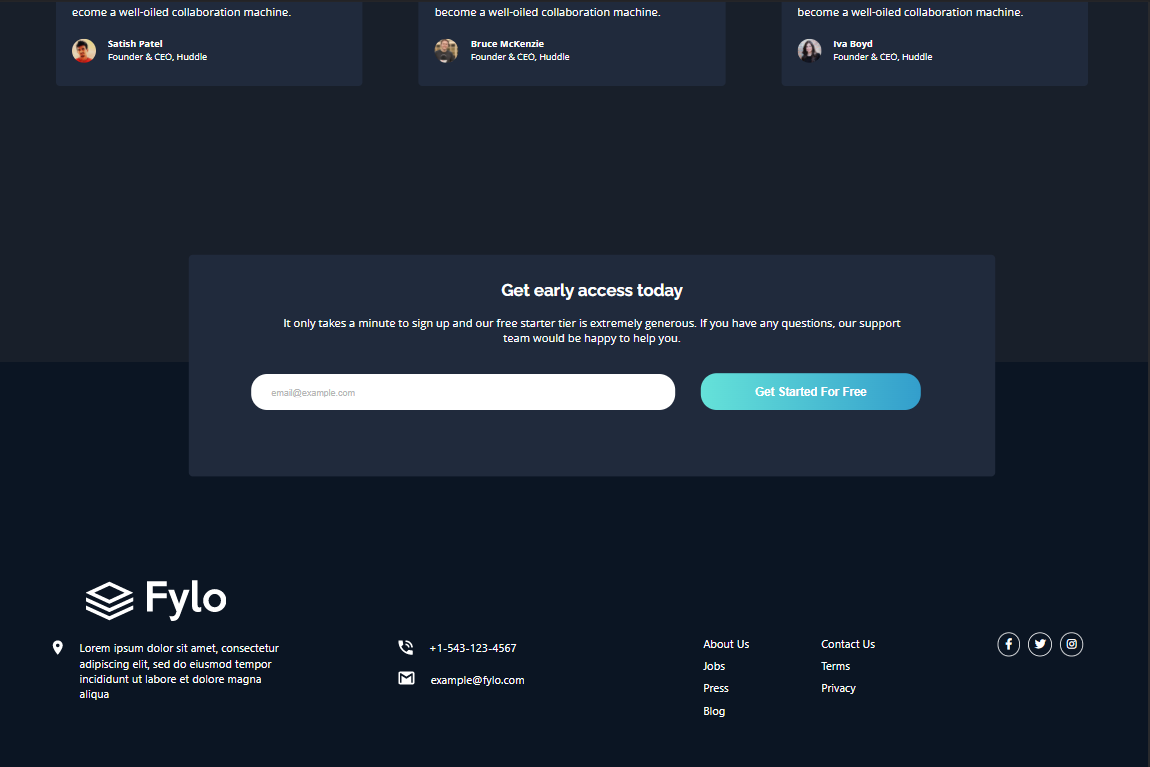 ecome a well-oiled collaboration machine.
become a well-oiled collaboration machine.
become a well-oiled collaboration machine.
Satish Patel
Founder & CEO, Huddle
Bruce McKenzie
Founder & CEO, Huddle
Iva Boyd
Founder & CEO, Huddle
Get early access today
It only takes a minute to sign up and our free starter tier is extremely generous. If you have any questions, our support
team would be happy to help you.
email@example.com
Get Started For Free
Fylo
Lorem ipsum dolor sit amet, consectetur
adipiscing elit, sed do eiusmod tempor
incididunt ut labore et dolore magna
aliqua
+1-543-123-4567
example@fylo.com
About Us
Jobs
Press
Blog
Contact Us
Terms
Privacy